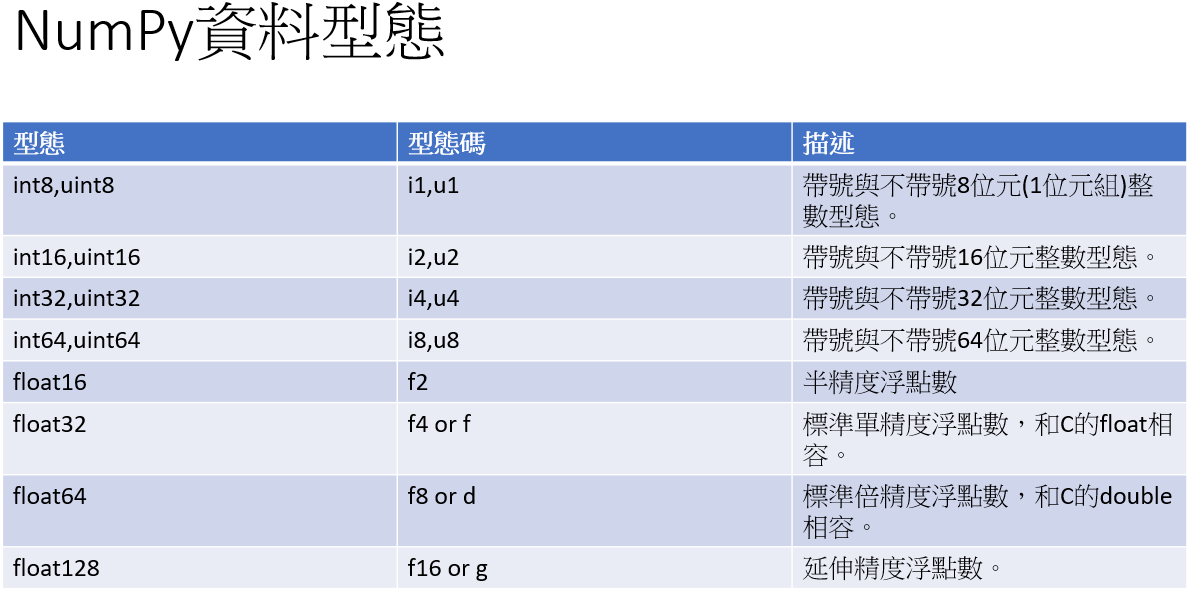 NumPy資料型態
型態 型態碼 描述
int8,uint8 i1,u1 帶號與不帶號8位元(1位元組)整
數型態。
int16,uint16 i2,u2 帶號與不帶號16位元整數型態。
int32,uint32 i4,u4 帶號與不帶號32位元整數型態。
int64,uint64 i8,u8 帶號與不帶號64位元整數型態。
float16 f2 半精度浮點數
float32 f4 or f 標準單精度浮點數，和C的float相
容。
float64 f8 or d 標準倍精度浮點數，和C的double
相容。
float128 f16 or g 延伸精度浮點數。